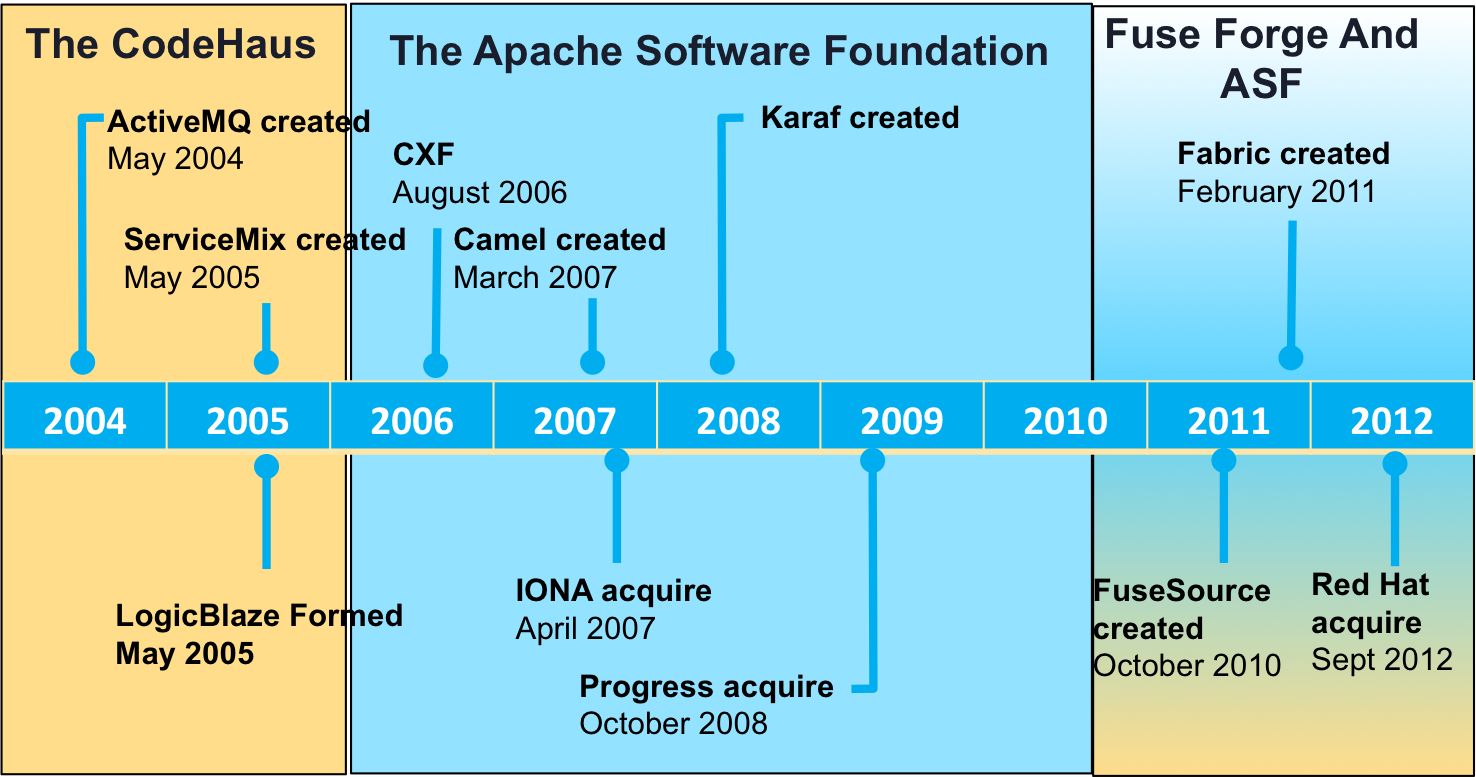 The CodeHaus
ActiveMQ created
May 2004
ServiceMix created
May 2005
The Apache Software Foundation
CXF
August 2006
Camel created
March 2007
Karaf created
Fuse Forge And
ASF
Fabric created
February 2011
2004 2005 2006 2007 2008 2009 2010 2011 2012
LogicBlaze Formed
May 2005
IONA acquire
April 2007
Progress acquire
October 2008
FuseSource
created
October 2010
Red Hat
acquire
Sept 2012